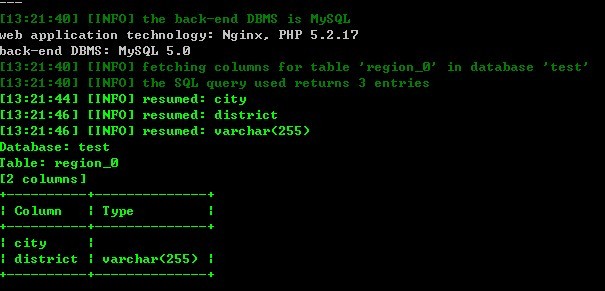 ---
[13:21:40] [INFO] the back-end DBMS is MySQL
web application technology: Nginx, PHP 5.2.17
back-end DBMS: MySQL 5.0
[13:21:40] [INFO] fetching columns for table 'region_0' in database 'test'
[13:21:40] [INFO] the SQL query used returns 3 entries
[13:21:44] [INFO] resumed: city
[13:21:46] [INFO] resumed: district
[13:21:46] [INFO] resumed: varchar(255)
Database: test
Table: region_0
[2 columns]
+----------+--------------+
| Column   | Type         |
+----------+--------------+
| city     |
| district | varchar(255) |
+----------+--------------+